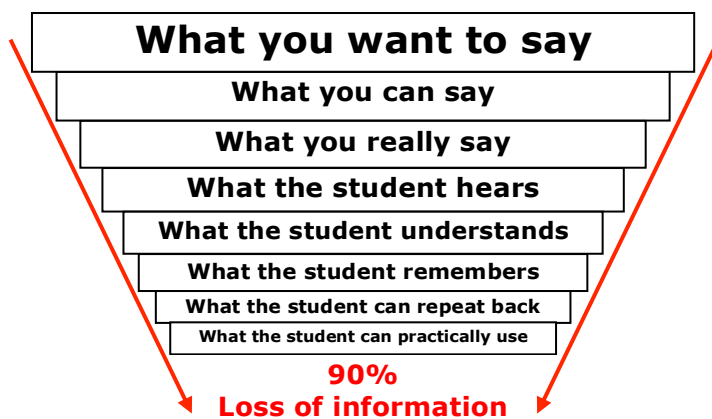 What you want to say
What you can say
What you really say
What the student hears
What the student understands
What the student remembers
What the student can repeat back
What the student can practically use
90%
Loss of information